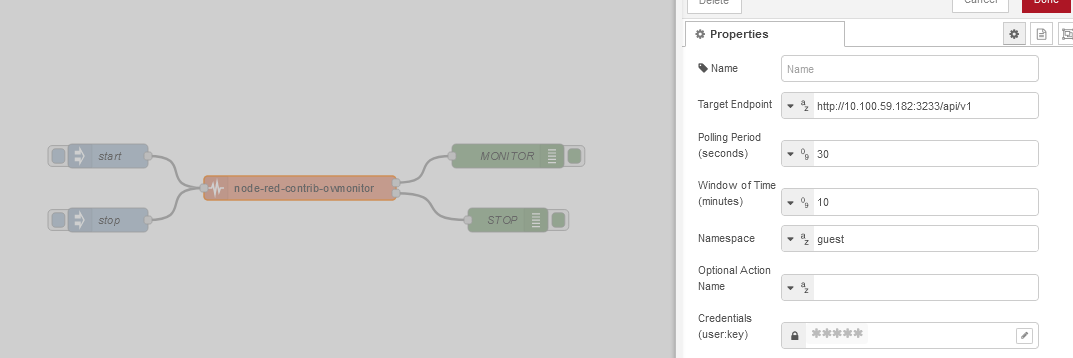 Delete
Cancel
Done
Properties
Name
Name
Target Endpoint
http://10.100.59.182:3233/api/v1
Polling Period
(seconds)
30
Window of Time
(minutes)
10
Namespace
guest
Optional Action
Name
Credentials
(user:key)
*****
start
stop
node-red-contrib-owmonitor
MONITOR
STOP